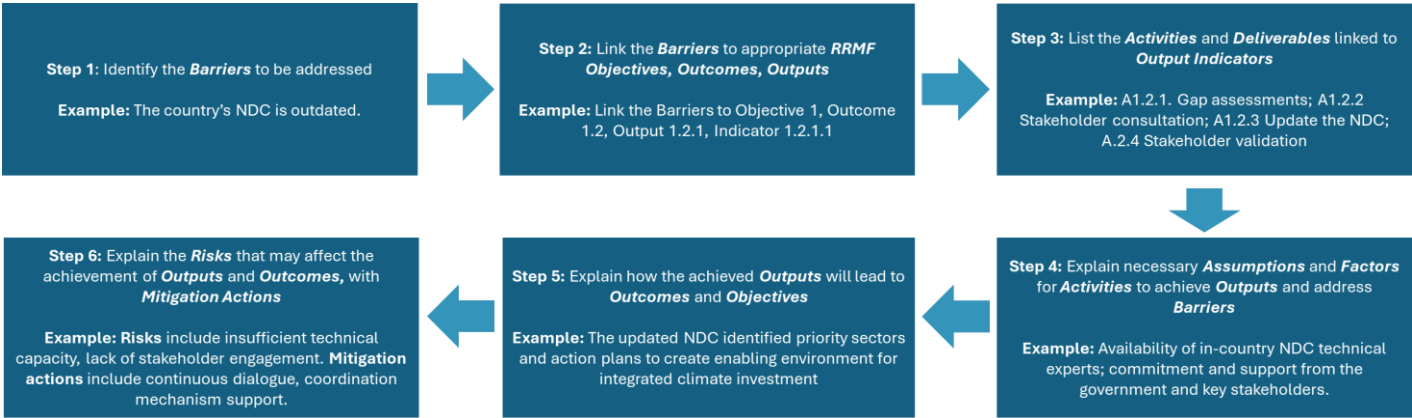 Step 1: Identify the Barriers to be addressed
Example: The country's NDC is outdated.
Step 2: Link the Barriers to appropriate RRMF
Objectives, Outcomes, Outputs
Example: Link the Barriers to Objective 1, Outcome
1.2, Output 1.2.1, Indicator 1.2.1.1
Step 3: List the Activities and Deliverables linked to
Output Indicators
Example: A1.2.1. Gap assessments; A1.2.2
Stakeholder consultation; A1.2.3 Update the NDC;
A.2.4 Stakeholder validation
Step 4: Explain necessary Assumptions and Factors
for Activities to achieve Outputs and address
Barriers
Example: Availability of in-country NDC technical
experts; commitment and support from the
government and key stakeholders.
Step 5: Explain how the achieved Outputs will lead to
Outcomes and Objectives
Example: The updated NDC identified priority sectors
and action plans to create enabling environment for
integrated climate investment
Step 6: Explain the Risks that may affect the
achievement of Outputs and Outcomes, with
Mitigation Actions
Example: Risks include insufficient technical
capacity, lack of stakeholder engagement. Mitigation
actions include continuous dialogue, coordination
mechanism support.